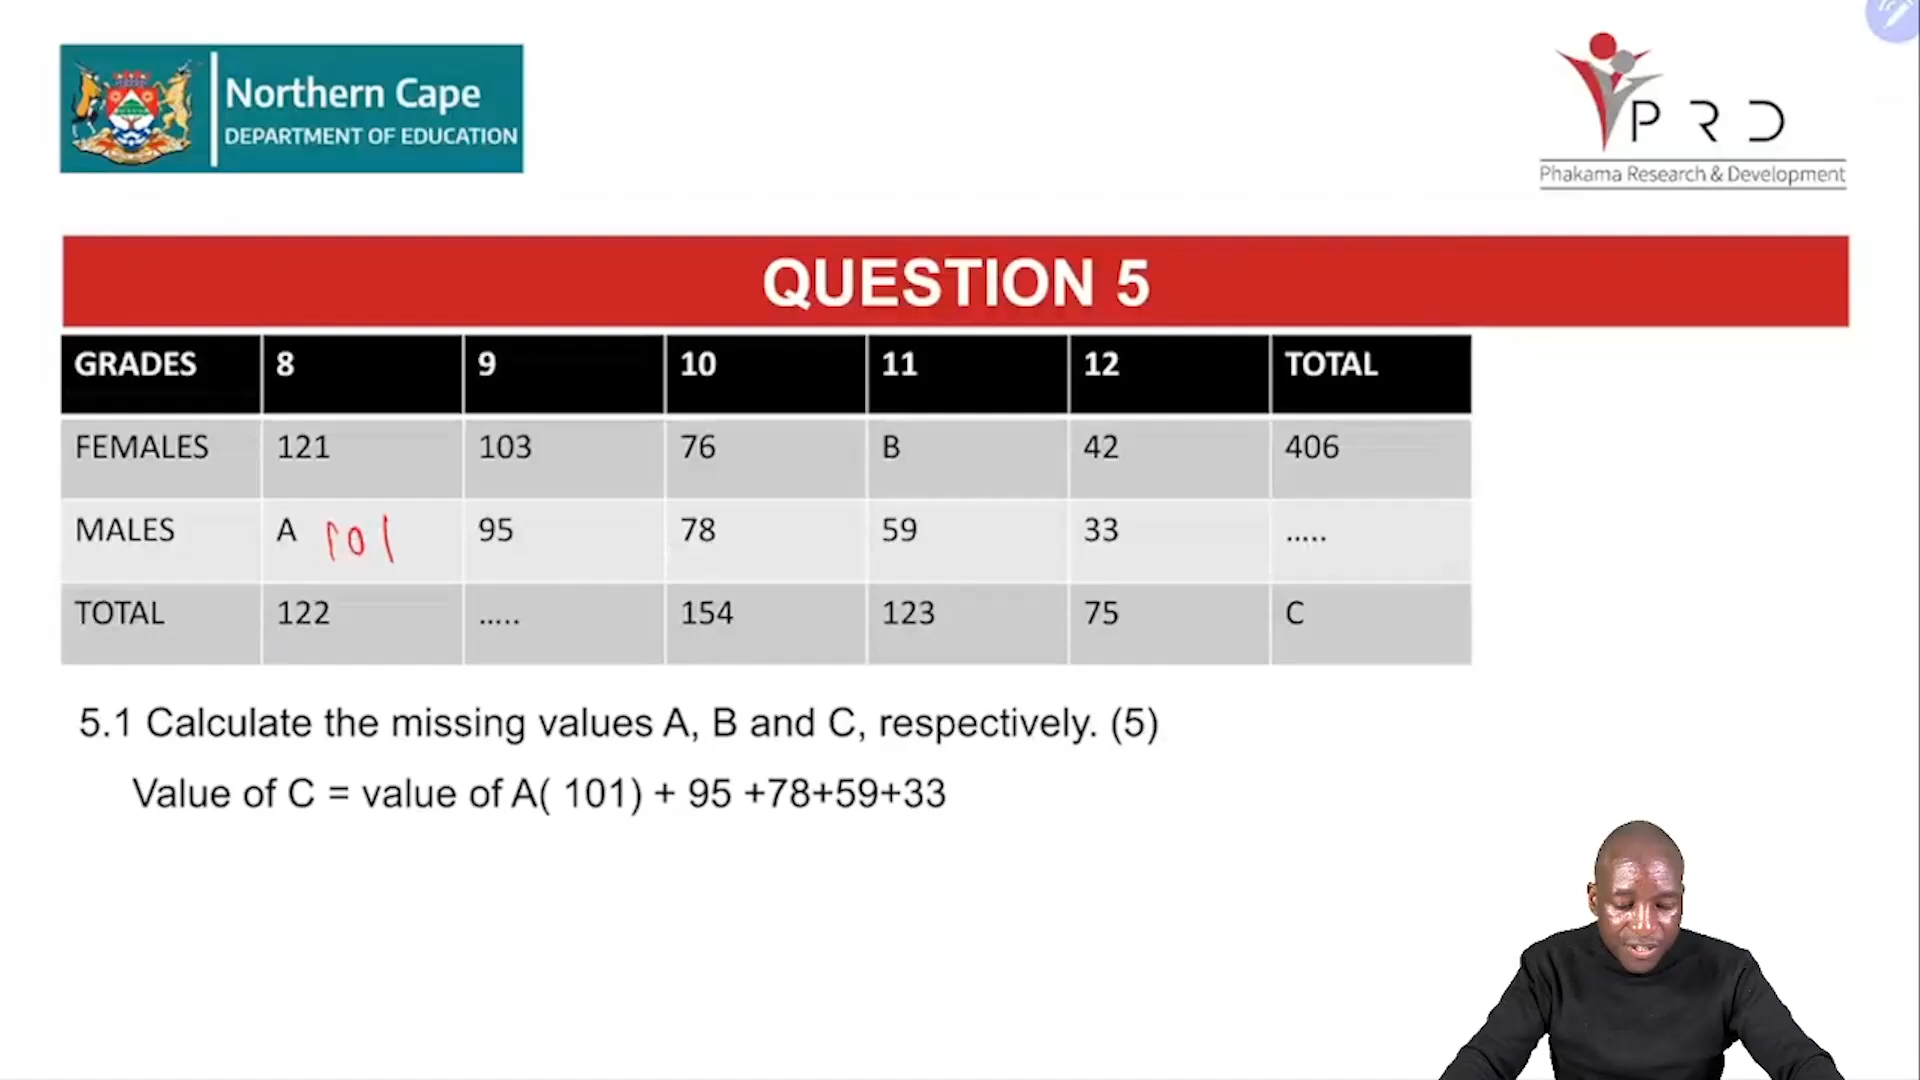 Northern Cape
DEPARTMENT OF EDUCATION
PRD
Phakama Research & Development
QUESTION 5
GRADES 8 9 10 11 12 TOTAL
FEMALES 121 103 76 B 42 406
MALES A 101 95 78 59 33 .....
TOTAL 122 ..... 154 123 75 C
5.1 Calculate the missing values A, B and C, respectively. (5)
Value of C = value of A( 101) + 95 +78+59+33